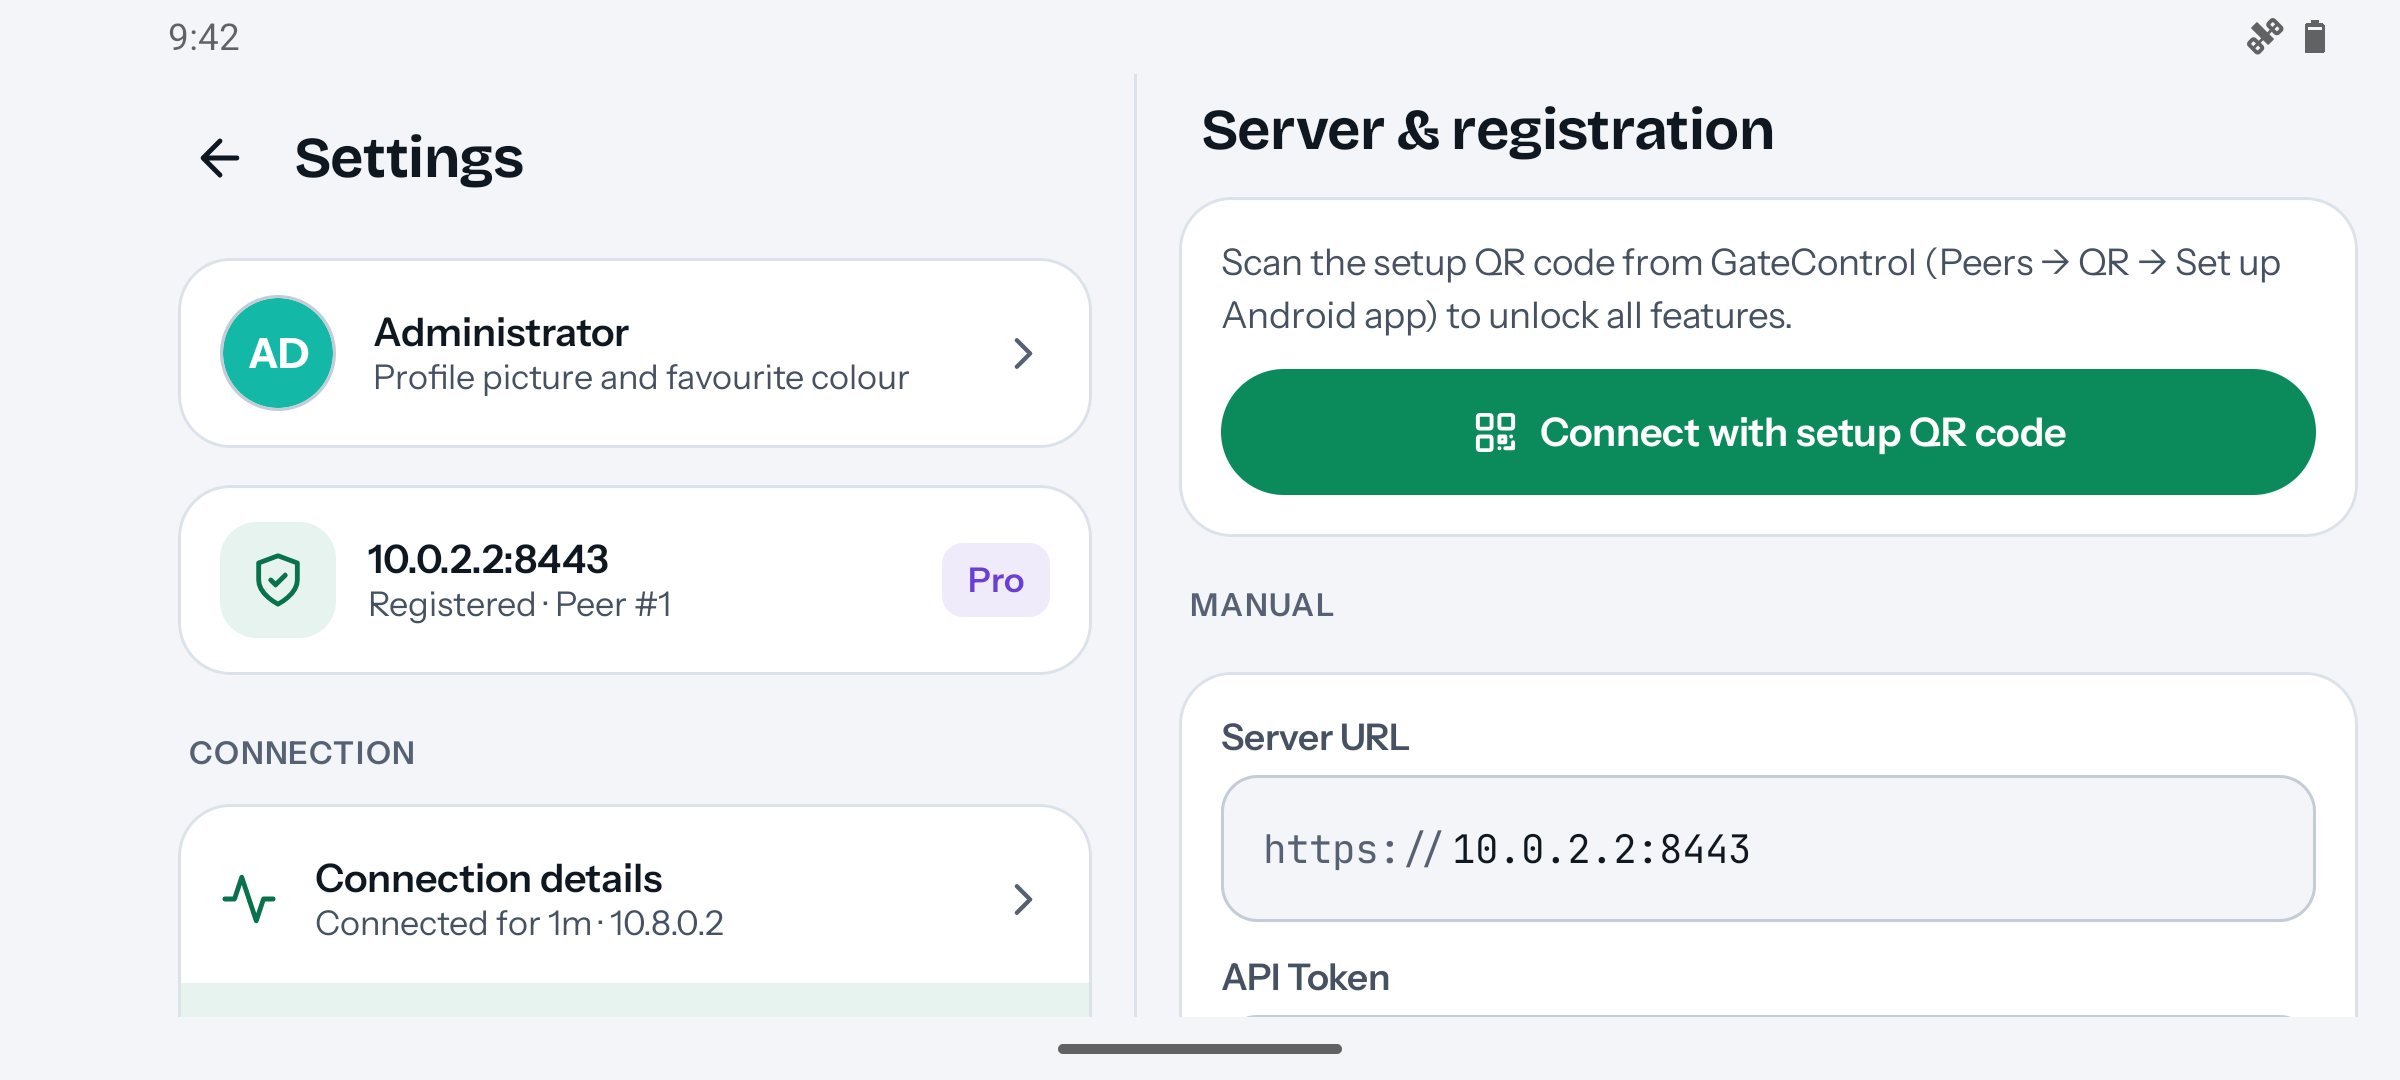 9:42
Settings
AD
Administrator
Profile picture and favourite colour
10.0.2.2:8443
Registered · Peer #1
Pro
CONNECTION
Connection details
Connected for 1m · 10.8.0.2
Server & registration
Scan the setup QR code from GateControl (Peers → QR → Set up
Android app) to unlock all features.
Connect with setup QR code
MANUAL
Server URL
https://10.0.2.2:8443
API Token